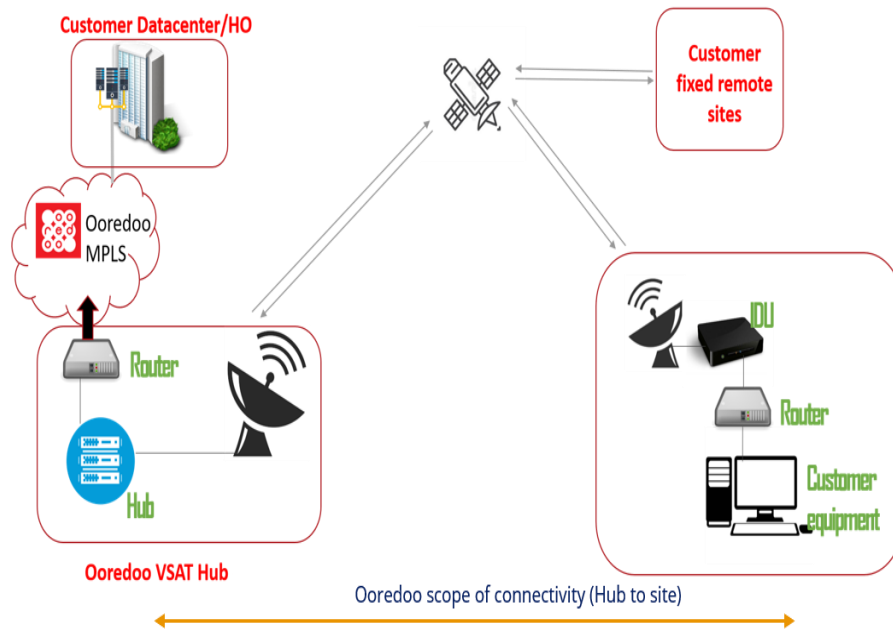 Customer Datacenter/HO
Customer
fixed remote
sites
Ooredoo
MPLS
Router
Hub
IDU
Router
Customer
equipment
Ooredoo VSAT Hub
Ooredoo scope of connectivity (Hub to site)